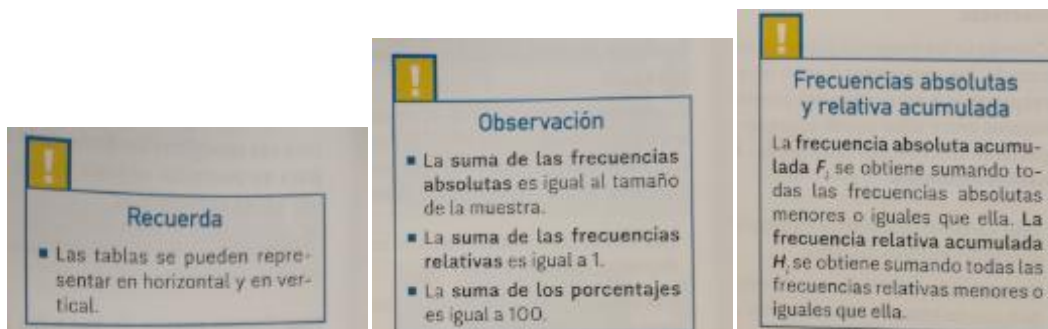 !
Recuerda
▪ Las tablas se pueden repre-
sentar en horizontal y en ver-
tical.
!
Observación
▪ La suma de las frecuencias
absolutas es igual al tamaño
de la muestra.
▪ La suma de las frecuencias
relativas es igual a 1.
▪ La suma de los porcentajes
es igual a 100.
!
Frecuencias absolutas
y relativa acumulada
La frecuencia absoluta acumu-
lada Fᵢ se obtiene sumando to-
das las frecuencias absolutas
menores o iguales que ella. La
frecuencia relativa acumulada
Hᵢ se obtiene sumando todas las
frecuencias relativas menores o
iguales que ella.